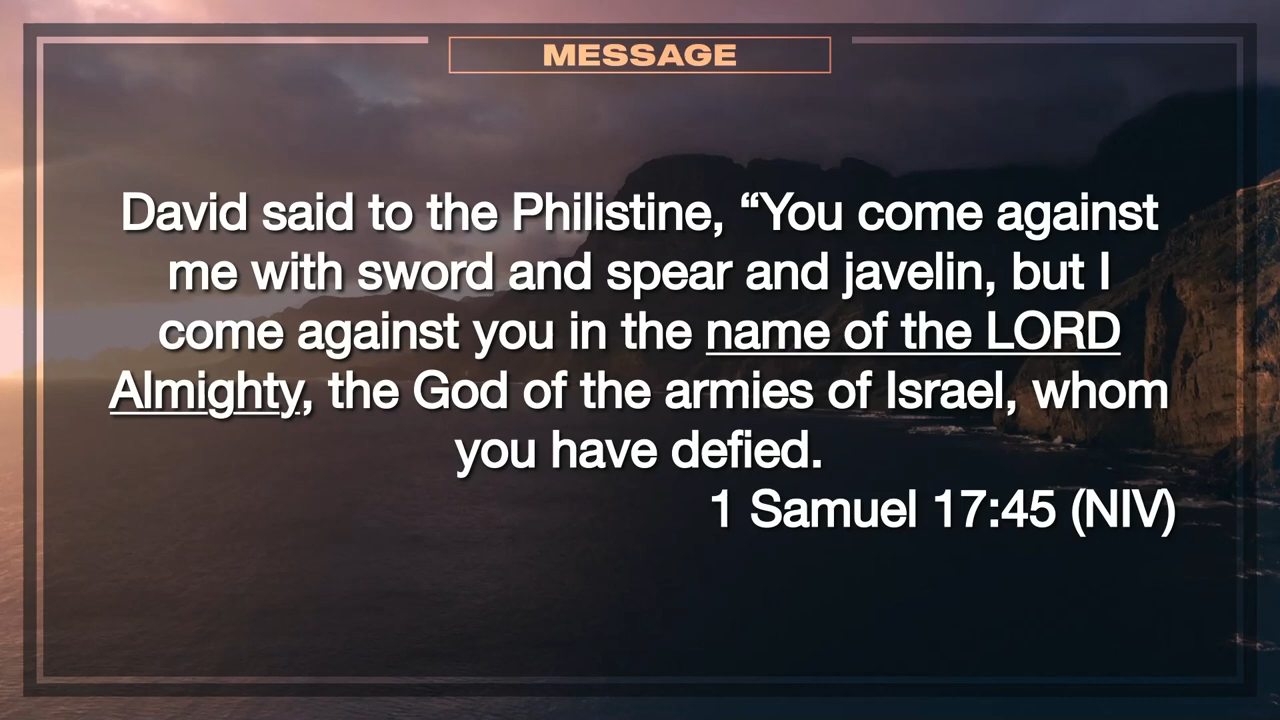 MESSAGE
David said to the Philistine, “You come against
me with sword and spear and javelin, but I
come against you in the name of the LORD
Almighty, the God of the armies of Israel, whom
you have defied.
1 Samuel 17:45 (NIV)